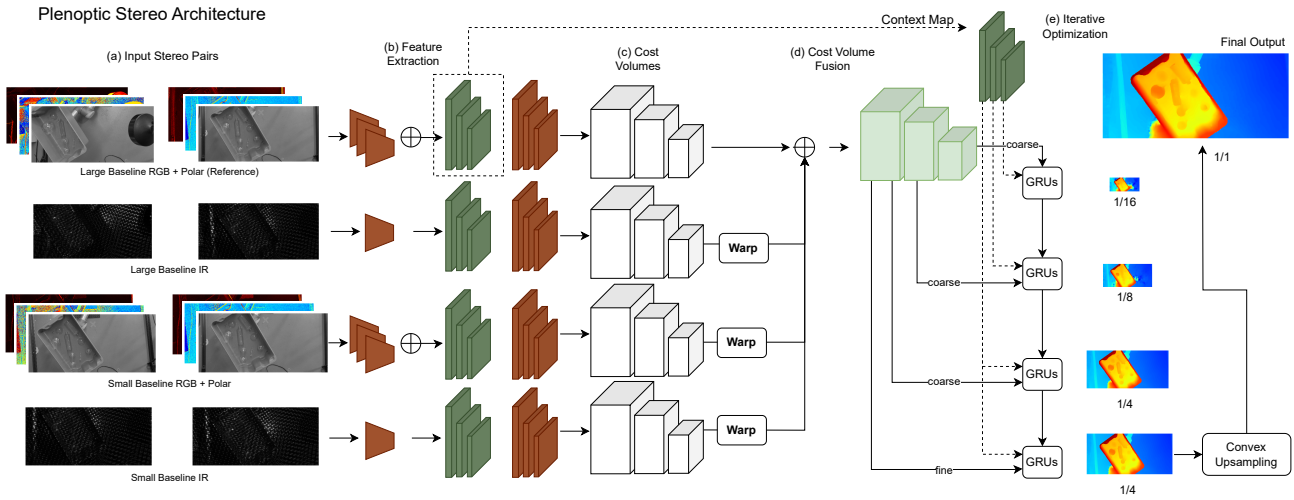 Plenoptic Stereo Architecture
(a) Input Stereo Pairs
(b) Feature
Extraction
(c) Cost
Volumes
(d) Cost Volume
Fusion
Context Map
(e) Iterative
Optimization
Final Output
Large Baseline RGB + Polar (Reference)
Large Baseline IR
Small Baseline RGB + Polar
Small Baseline IR
Warp
Warp
Warp
coarse
GRUs
1/16
coarse
GRUs
1/8
coarse
GRUs
1/4
fine
GRUs
1/4
Convex
Upsampling
1/1